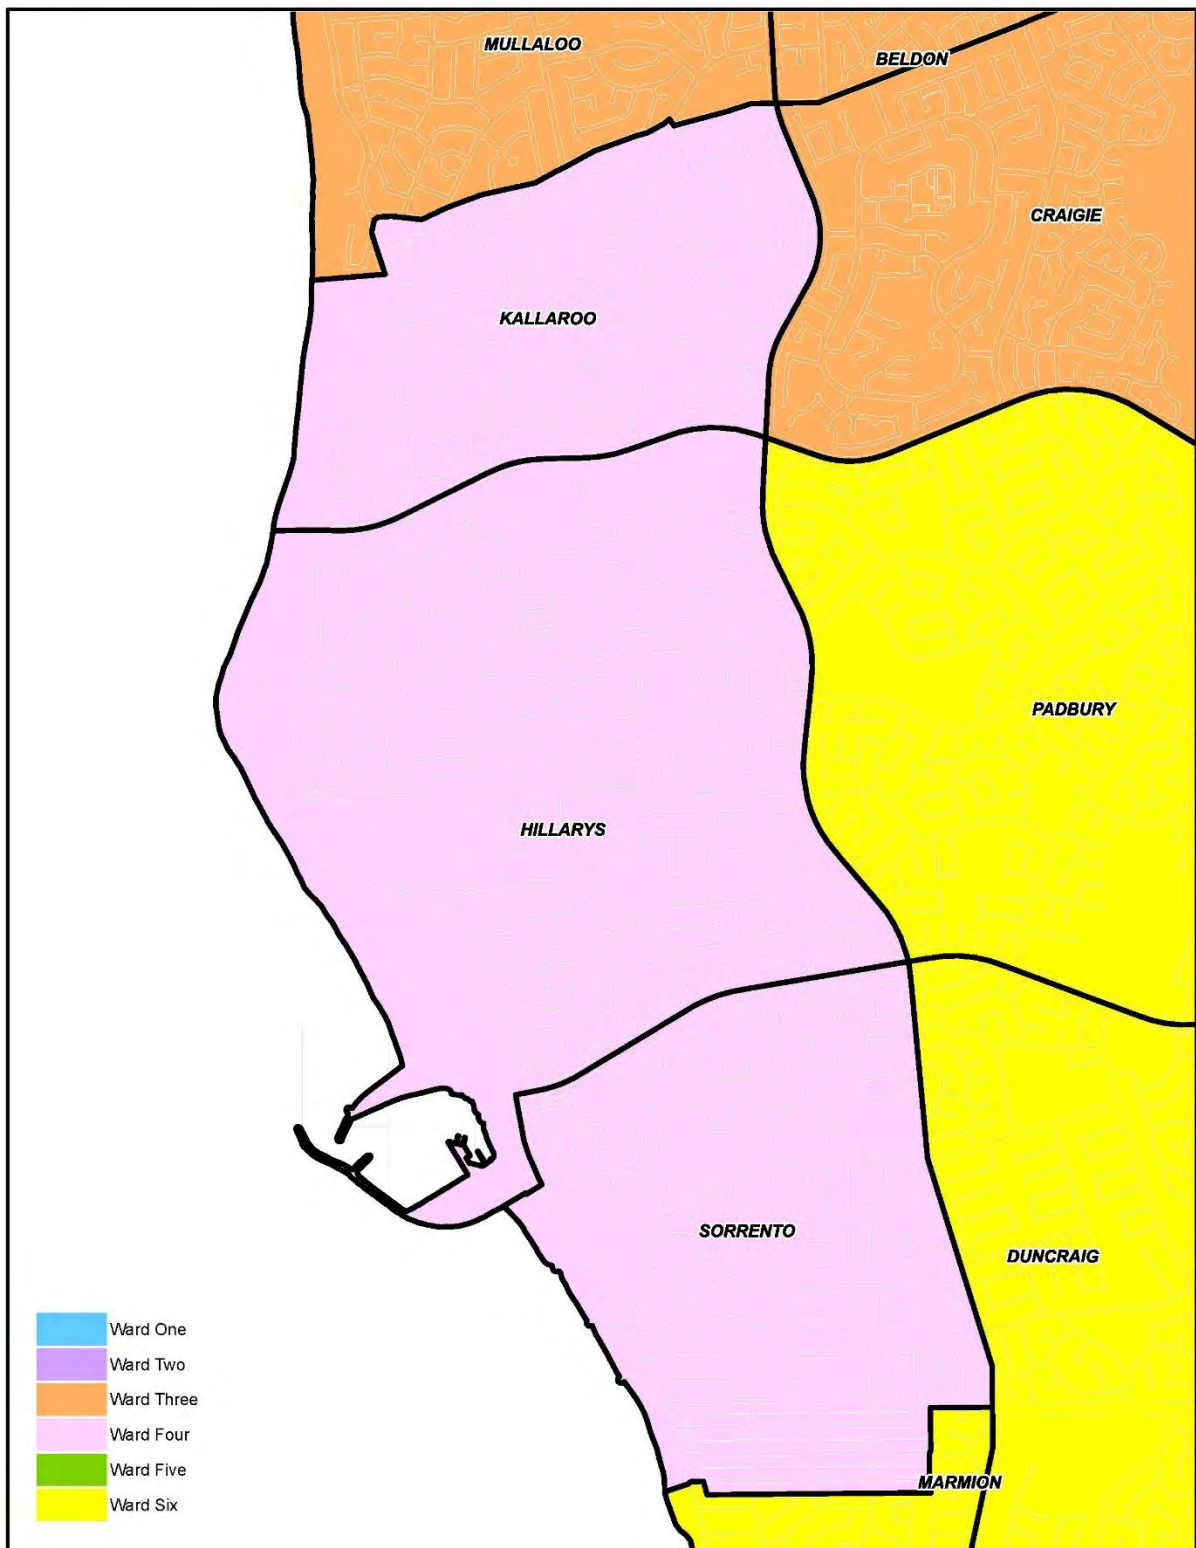 MULLALOO
BELDON
CRAIGIE
KALLAROO
PADBURY
HILLARYS
SORRENTO
DUNCRAIG
MARMION
Ward One
Ward Two
Ward Three
Ward Four
Ward Five
Ward Six